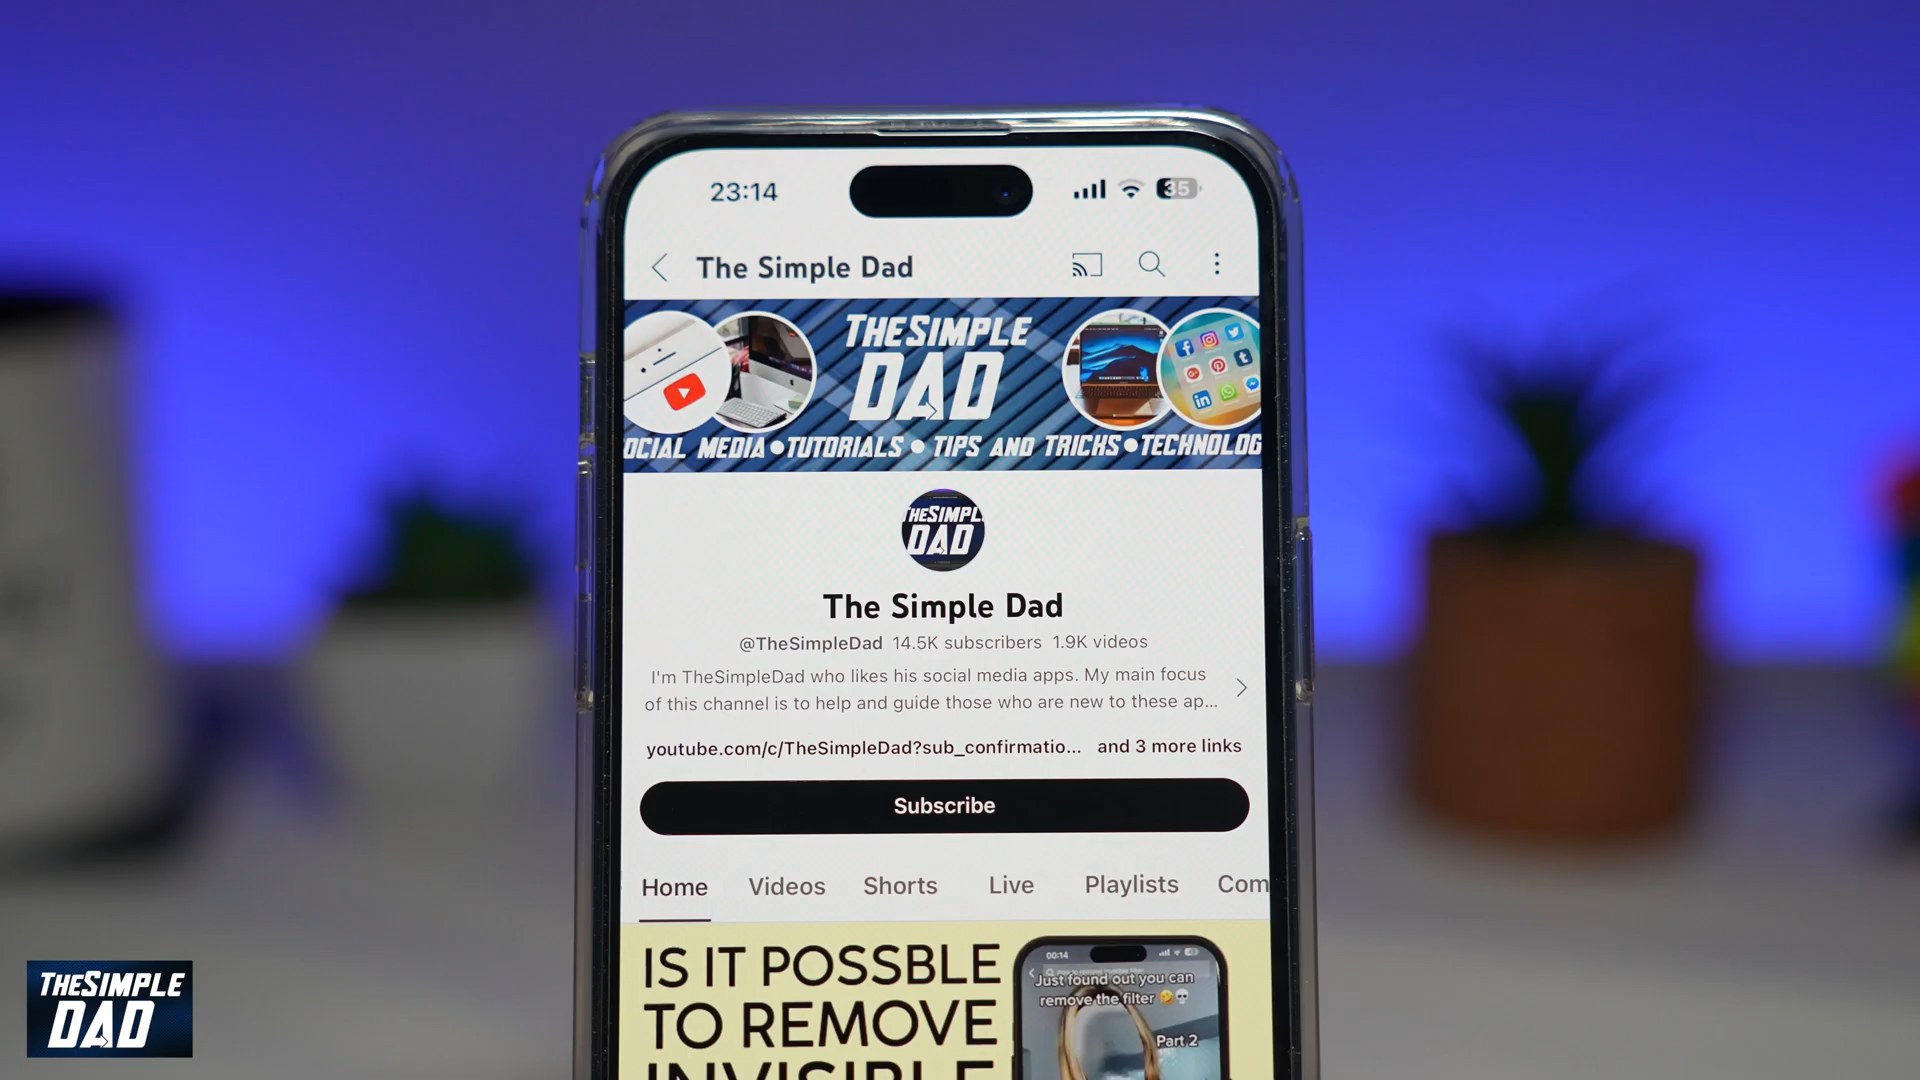 23:14
35
The Simple Dad
THESIMPLE
DAD
OCIAL MEDIA • TUTORIALS • TIPS AND TRICKS • TECHNOLOG
HESIMPL
DAD
The Simple Dad
@TheSimpleDad 14.5K subscribers 1.9K videos
I'm TheSimpleDad who likes his social media apps. My main focus
of this channel is to help and guide those who are new to these ap...
youtube.com/c/TheSimpleDad?sub_confirmatio... and 3 more links
Subscribe
Home Videos Shorts Live Playlists Com
IS IT POSSBLE
TO REMOVE
INVISIBLE
00:14
Just found out you can
remove the filter 🤣💀
Part 2
THESIMPLE
DAD